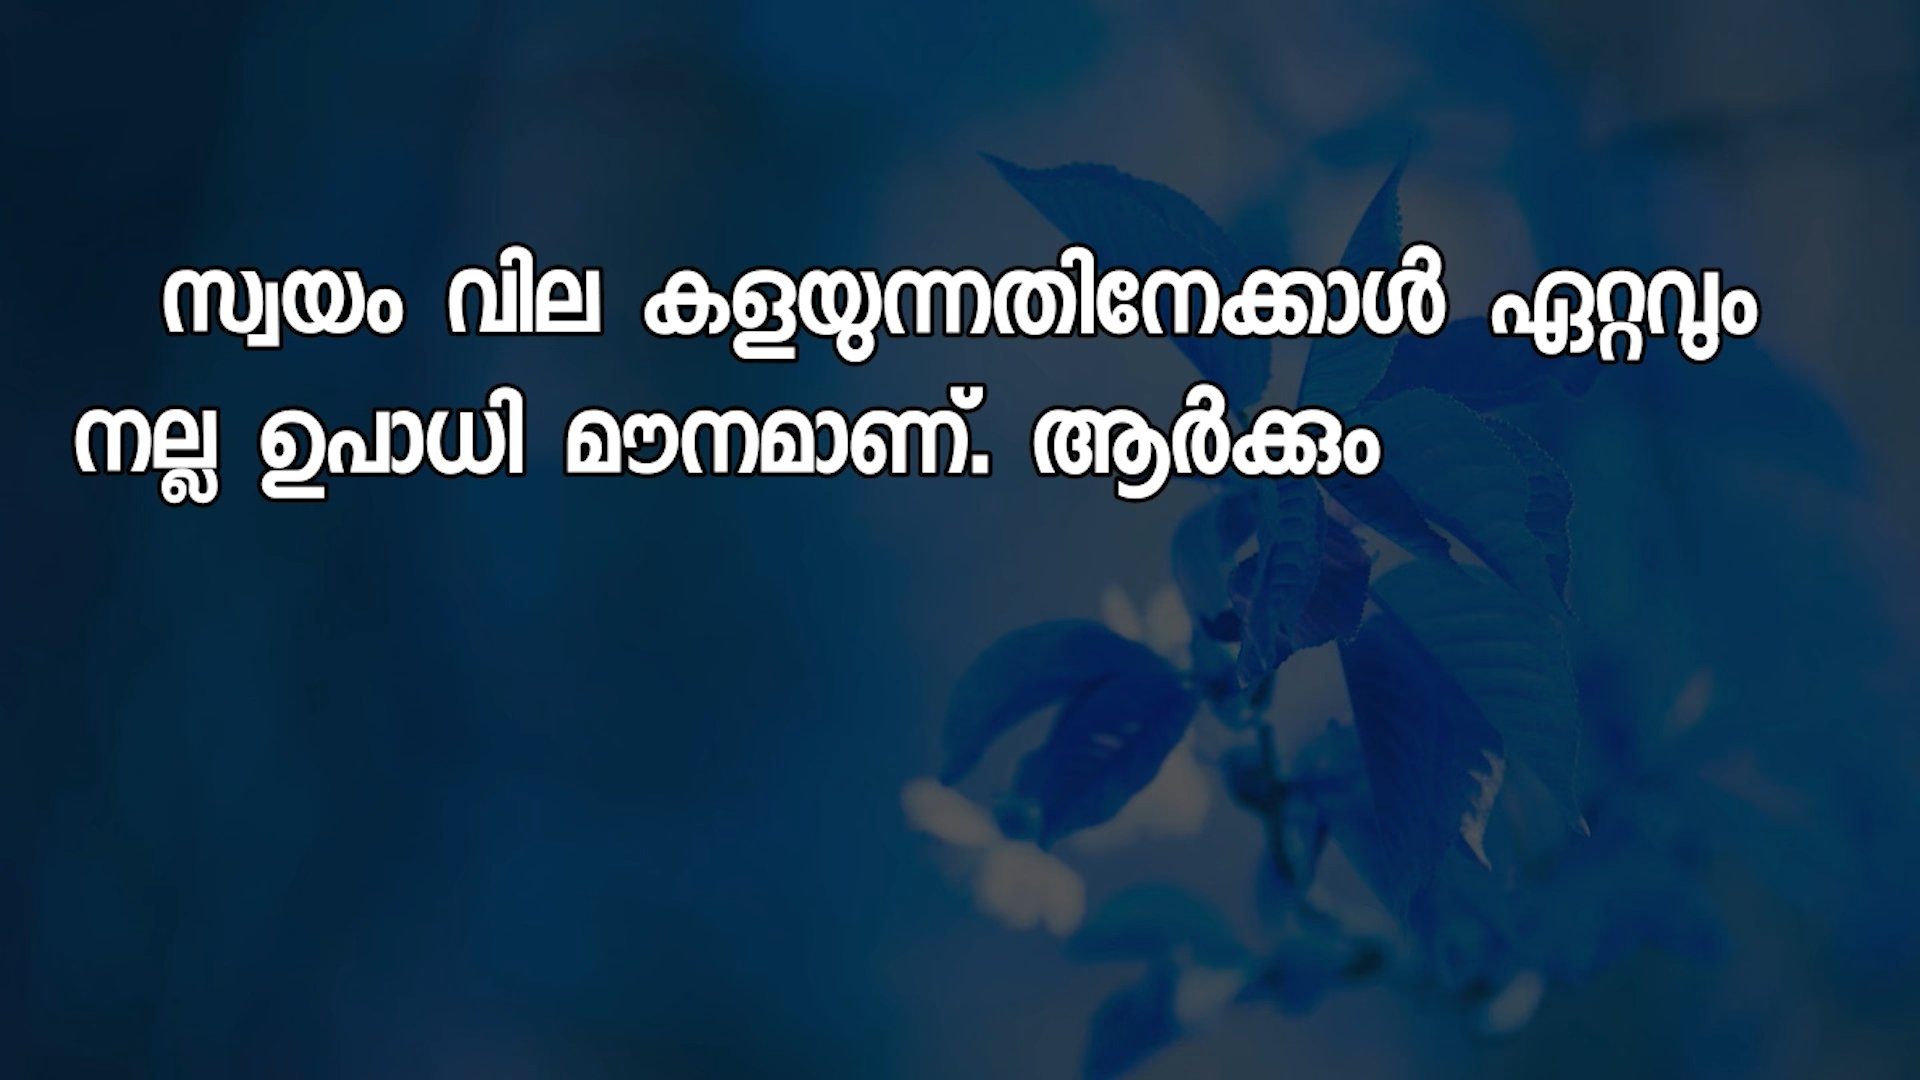 സ്വയം വില കളയുന്നതിനേക്കാൾ ഏറ്റവും
നല്ല ഉപാധി മൗനമാണ്. ആർക്കും